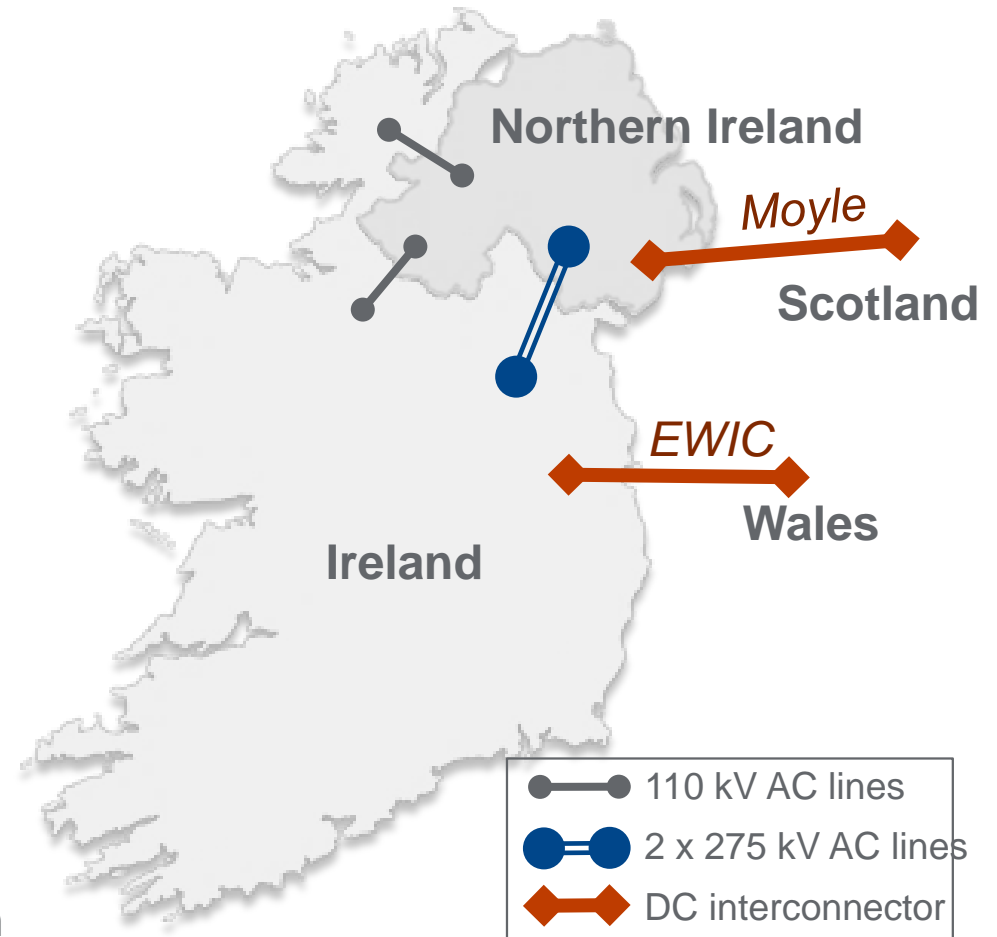 Northern Ireland
Moyle
Scotland
EWIC
Wales
Ireland
110 kV AC lines
2 x 275 kV AC lines
DC interconnector